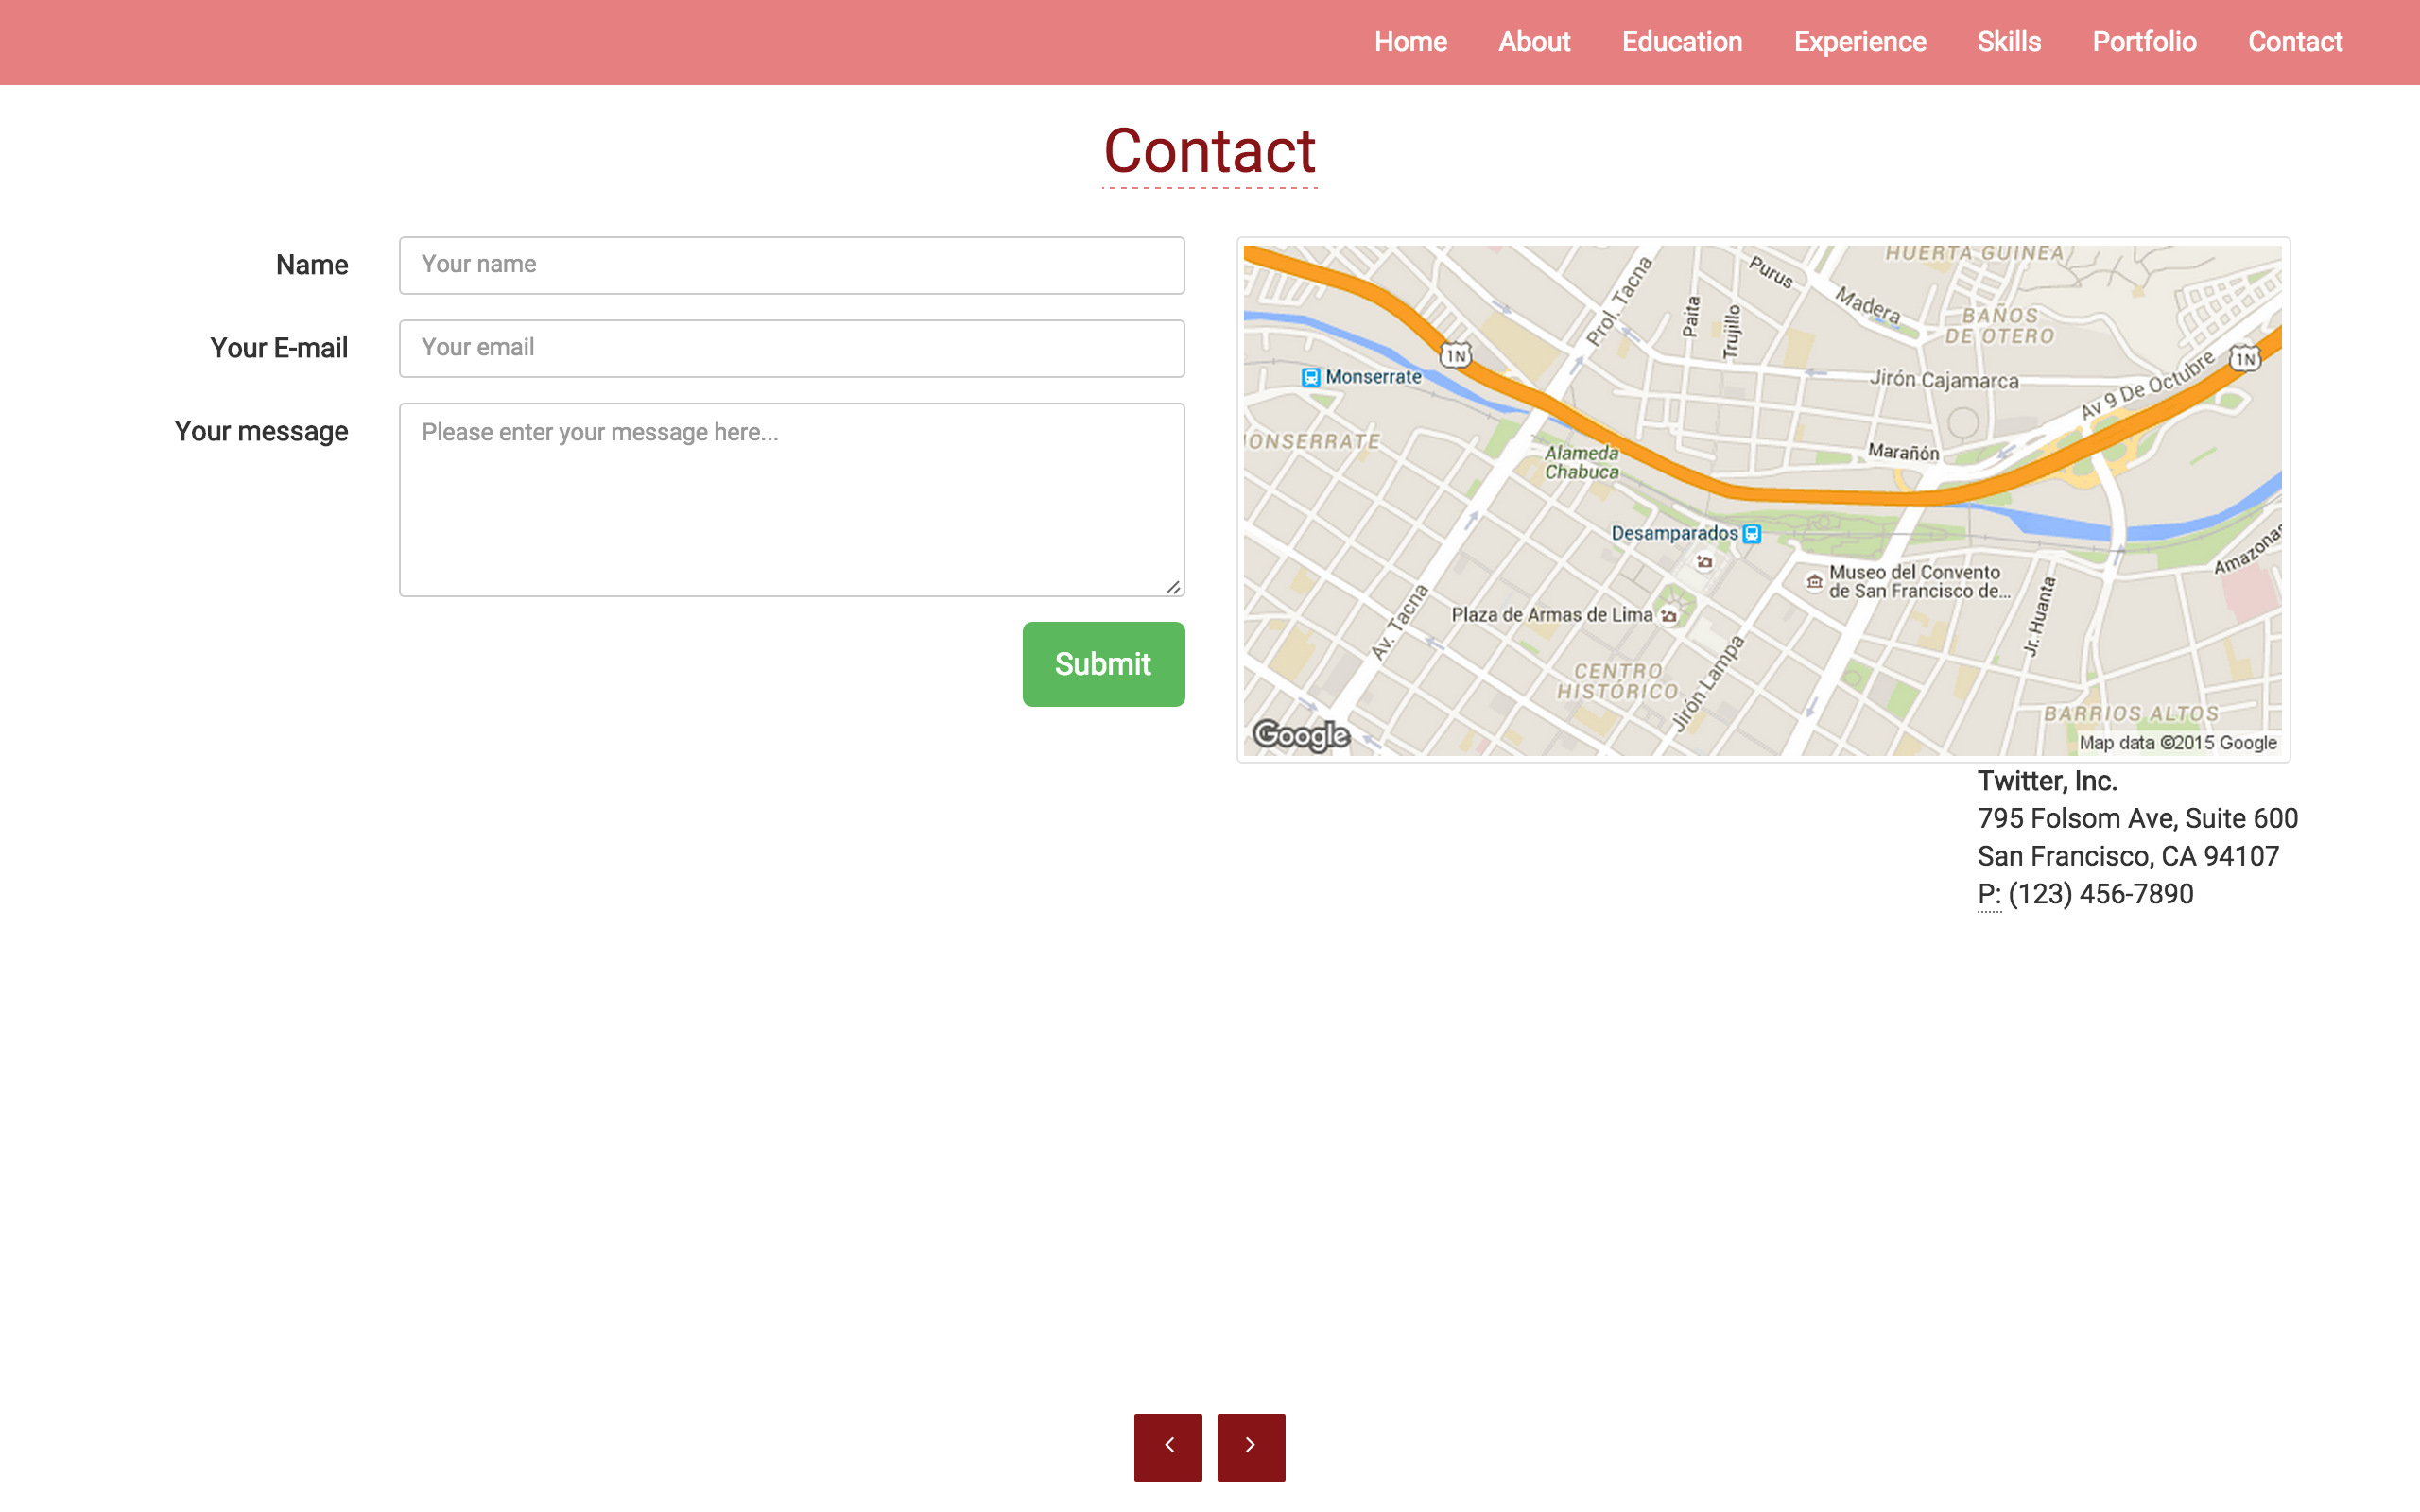 Home About Education Experience Skills Portfolio Contact
Contact
Name
Your name
Your E-mail
Your email
Your message
Please enter your message here...
Submit
HUERTA GUINEA
Purus
Prol. Tacna
Madera
Paita
Trujillo
BAÑOS
DE OTERO
1N
1N
Monserrate
Jirón Cajamarca
Av 9 De Octubre
ONSERRATE
Alameda
Chabuca
Marañón
Desamparados
Amazonas
Museo del Convento
de San Francisco de...
Av. Tacna
Plaza de Armas de Lima
Jr. Huanta
CENTRO
HISTÓRICO
Jirón Lampa
BARRIOS ALTOS
Google
Map data ©2015 Google
Twitter, Inc.
795 Folsom Ave, Suite 600
San Francisco, CA 94107
P: (123) 456-7890